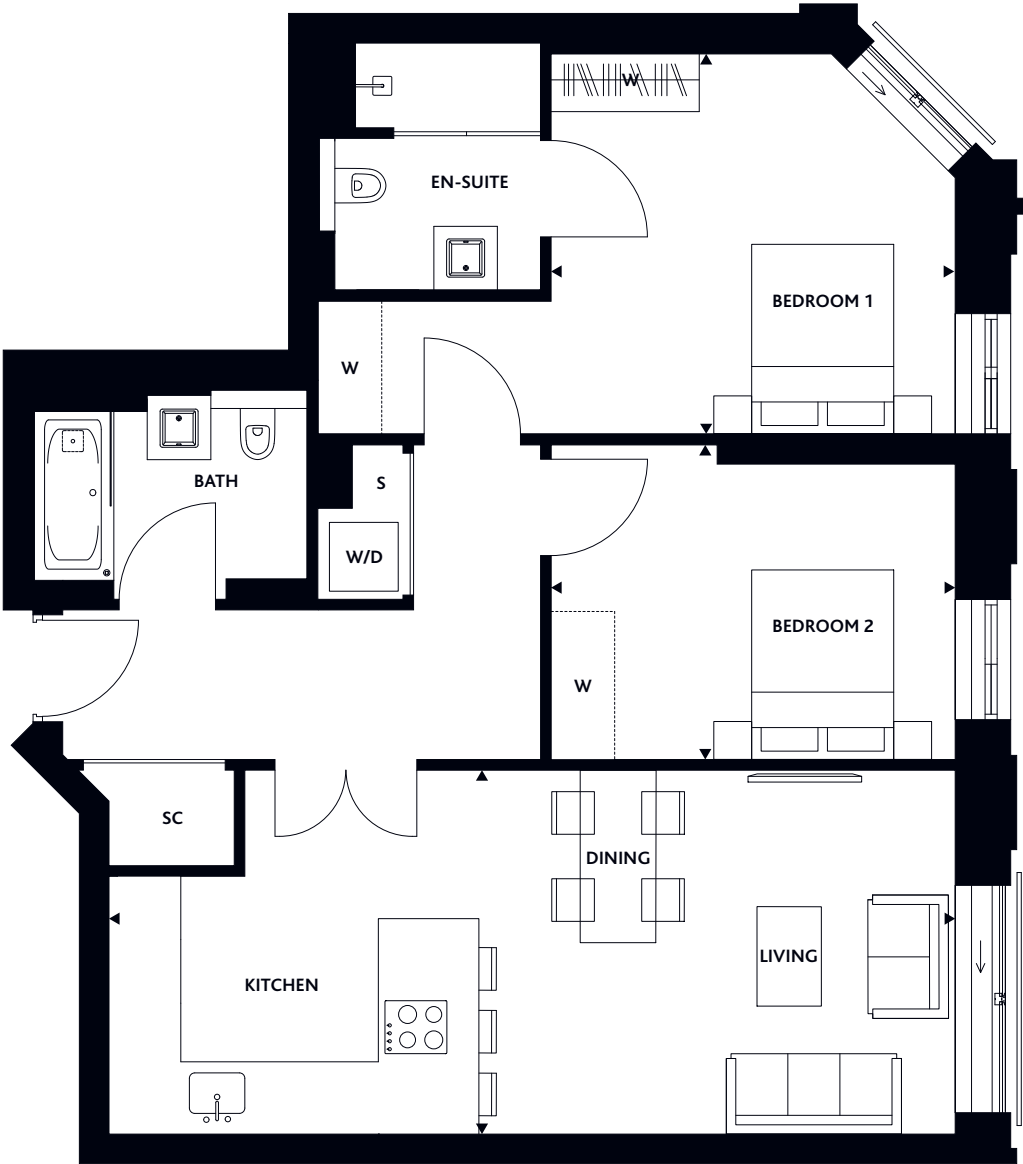 W
EN-SUITE
BEDROOM 1
W
BATH
S
W/D
BEDROOM 2
W
SC
DINING
LIVING
KITCHEN